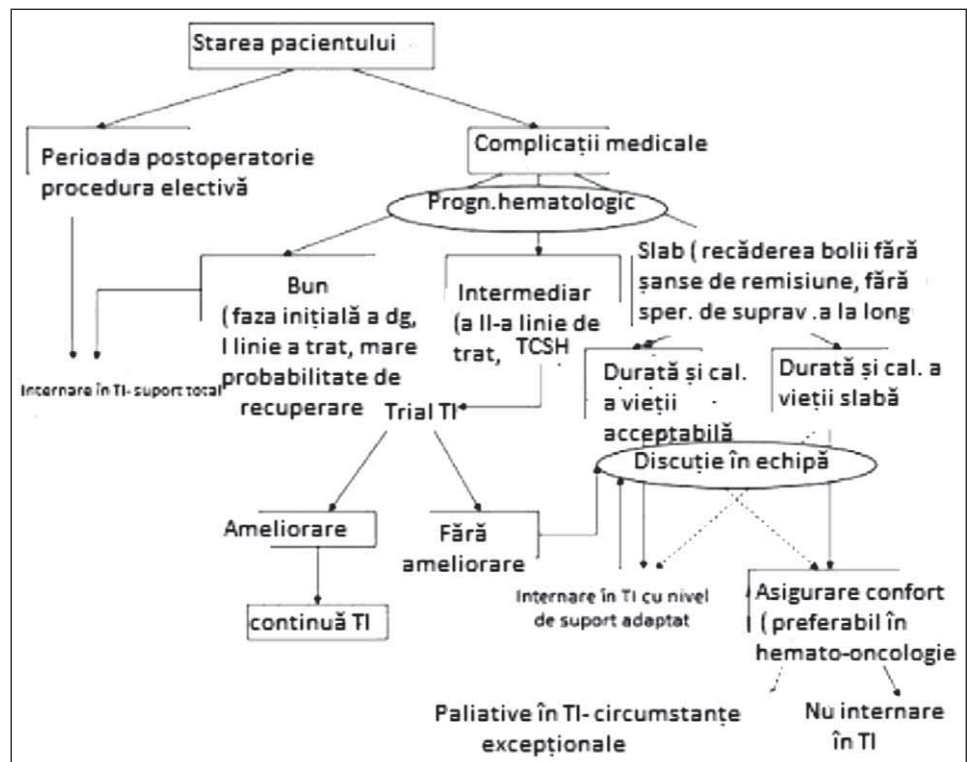 Starea pacientului
Perioada postoperatorie
procedura electivă
Complicații medicale
Progn.hematologic
Bun
(faza inițială a dg,
I linie a trat, mare
probabilitate de
recuperare
Intermediar
(a II-a linie de
trat, TCSH
Slab ( recăderea bolii fără
șanse de remisiune, fără
sper. de suprav .a la long
Internare în TI- suport total
Trial TI
Durată și cal.
a vieții
acceptabilă
Durată și cal. a
vieții slabă
Discuție în echipă
Ameliorare
Fără
ameliorare
continuă TI
Internare în TI cu nivel
de suport adaptat
Asigurare confort
( preferabil în
hemato-oncologie
Paliative în TI- circumstanțe
excepționale
Nu internare
în TI